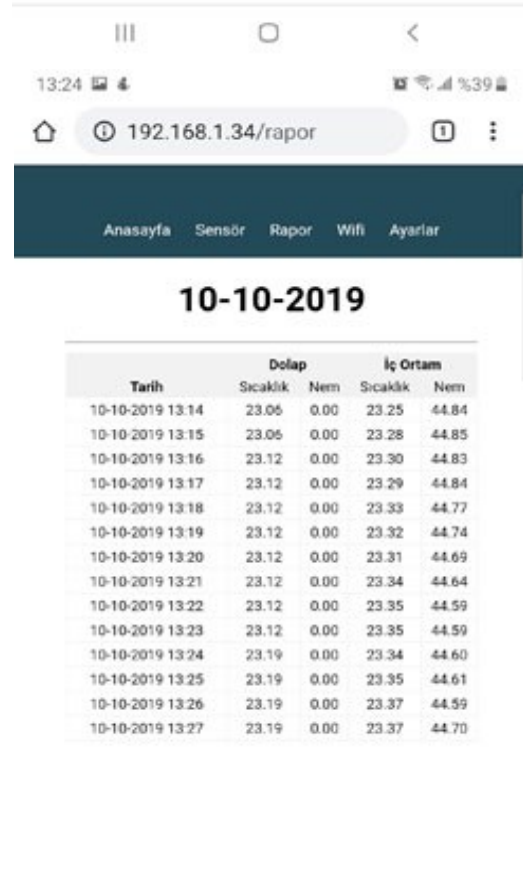 13:24 %39
192.168.1.34/rapor 1
Anasayfa Sensör Rapor Wifi Ayarlar
10-10-2019
Dolap İç Ortam
Tarih Sıcaklık Nem Sıcaklık Nem
10-10-2019 13:14 23.06 0.00 23.25 44.84
10-10-2019 13:15 23.06 0.00 23.28 44.85
10-10-2019 13:16 23.12 0.00 23.30 44.83
10-10-2019 13:17 23.12 0.00 23.29 44.84
10-10-2019 13:18 23.12 0.00 23.33 44.77
10-10-2019 13:19 23.12 0.00 23.32 44.74
10-10-2019 13:20 23.12 0.00 23.31 44.69
10-10-2019 13:21 23.12 0.00 23.34 44.64
10-10-2019 13:22 23.12 0.00 23.35 44.59
10-10-2019 13:23 23.12 0.00 23.35 44.59
10-10-2019 13:24 23.19 0.00 23.34 44.60
10-10-2019 13:25 23.19 0.00 23.35 44.61
10-10-2019 13:26 23.19 0.00 23.37 44.59
10-10-2019 13:27 23.19 0.00 23.37 44.70